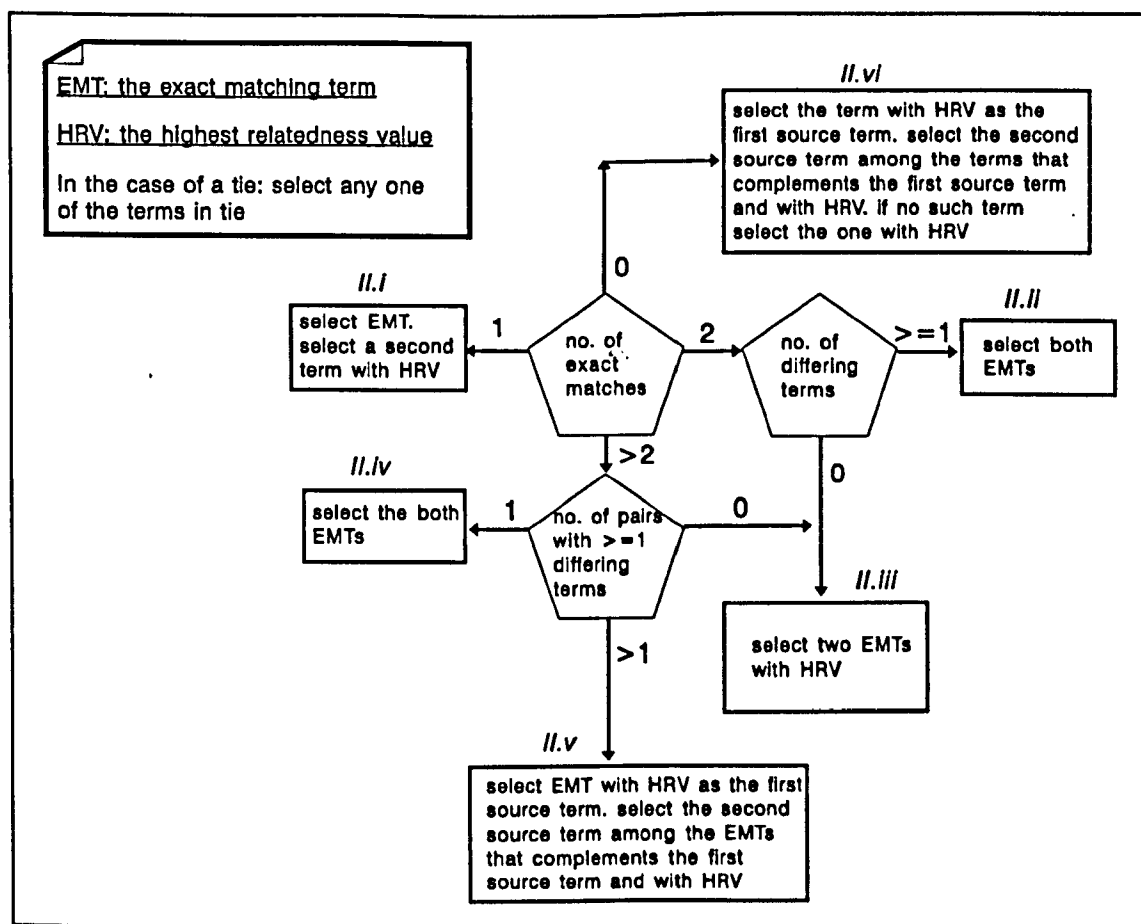 EMT: the exact matching term
HRV: the highest relatedness value
In the case of a tie: select any one
of the terms in tie
II.vi
select the term with HRV as the
first source term. select the second
source term among the terms that
complements the first source term
and with HRV. if no such term
select the one with HRV
0
II.i
select EMT.
select a second
term with HRV
1
no. of
exact
matches
2
no. of
differing
terms
>=1
II.ii
select both
EMTs
>2
0
II.iv
select the both
EMTs
1
no. of pairs
with >=1
differing
terms
0
II.iii
select two EMTs
with HRV
>1
II.v
select EMT with HRV as the first
source term. select the second
source term among the EMTs
that complements the first
source term and with HRV